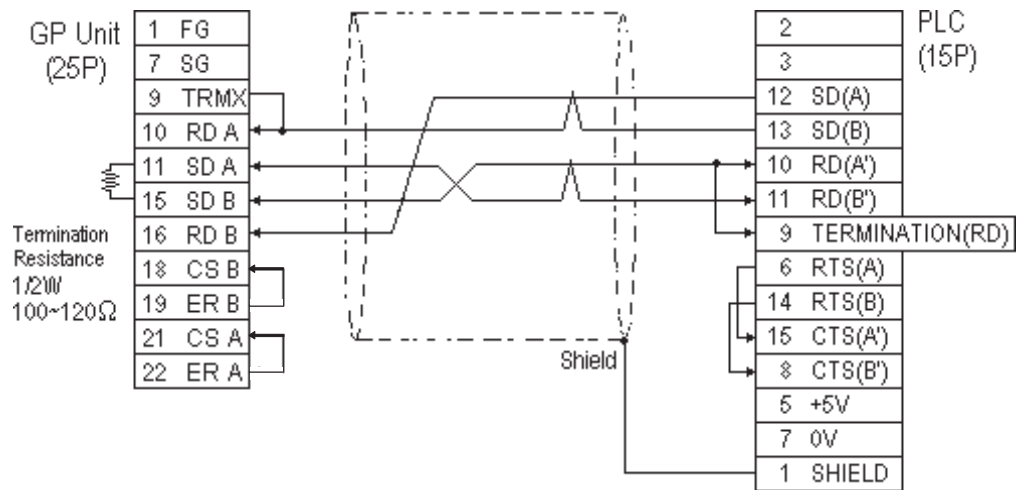 GP Unit
(25P)
1 FG
7 SG
9 TRMX
10 RD A
11 SD A
15 SD B
16 RD B
18 CS B
19 ER B
21 CS A
22 ER A
Termination
Resistance
1/2W
100~120Ω
Shield
PLC
(15P)
2
3
12 SD(A)
13 SD(B)
10 RD(A')
11 RD(B')
9 TERMINATION(RD)
6 RTS(A)
14 RTS(B)
15 CTS(A')
8 CTS(B')
5 +5V
7 0V
1 SHIELD